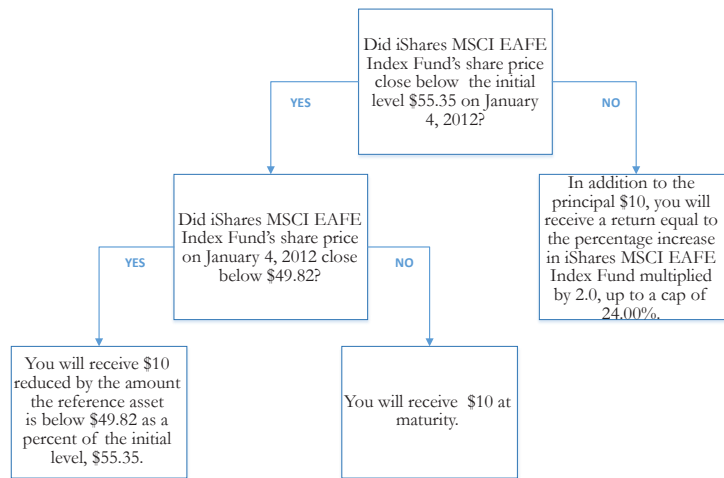 Did iShares MSCI EAFE
Index Fund's share price
close below the initial
level $55.35 on January
4, 2012?
YES
NO
Did iShares MSCI EAFE
Index Fund's share price
on January 4, 2012 close
below $49.82?
In addition to the
principal $10, you will
receive a return equal to
the percentage increase
in iShares MSCI EAFE
Index Fund multiplied
by 2.0, up to a cap of
24.00%.
YES
NO
You will receive $10
reduced by the amount
the reference asset
is below $49.82 as a
percent of the initial
level, $55.35.
You will receive $10 at
maturity.